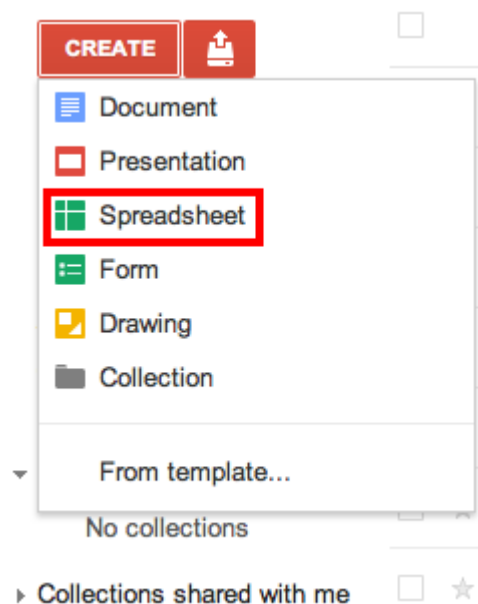 CREATE
Document
Presentation
Spreadsheet
Form
Drawing
Collection
From template...
No collections
Collections shared with me